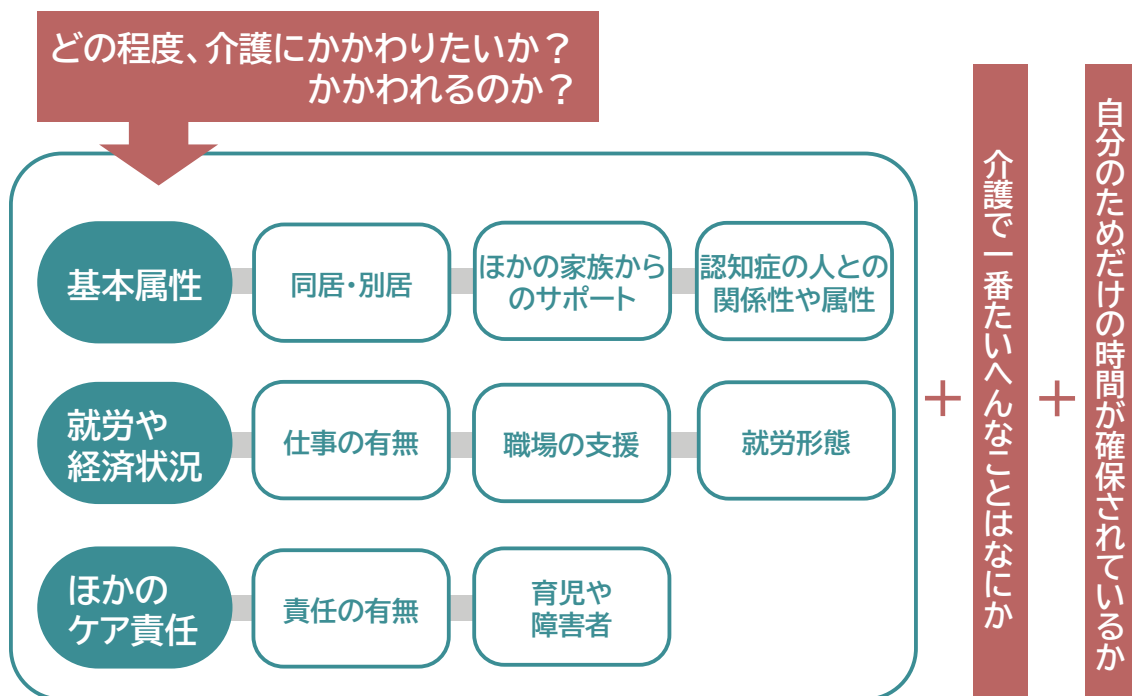 どの程度、介護にかかわりたいか？
かかわれるのか？
基本属性
同居・別居
ほかの家族から
のサポート
認知症の人との
関係性や属性
就労や
経済状況
仕事の有無
職場の支援
就労形態
ほかの
ケア責任
責任の有無
育児や
障害者
＋
介護で一番たいへんなことはなにか
＋
自分のためだけの時間が確保されているか